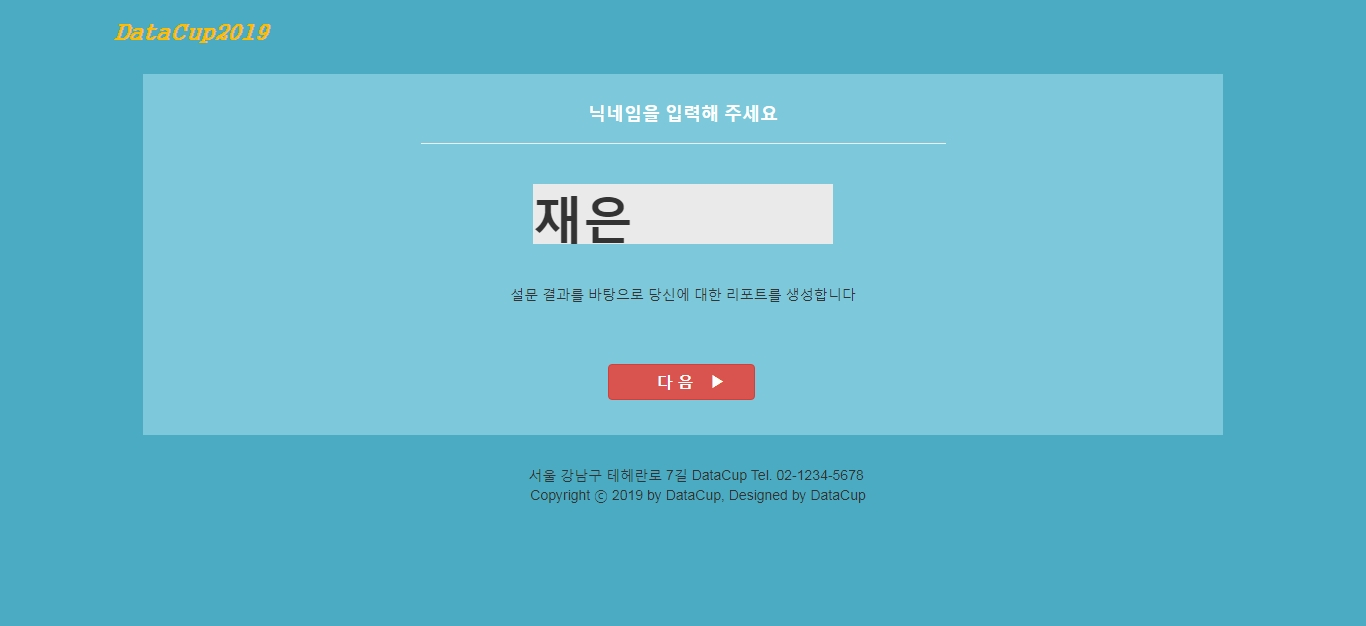 DataCup2019
닉네임을 입력해 주세요
재은
설문 결과를 바탕으로 당신에 대한 리포트를 생성합니다
다음 ▶
서울 강남구 테헤란로 7길 DataCup Tel. 02-1234-5678
Copyright ⓒ 2019 by DataCup, Designed by DataCup